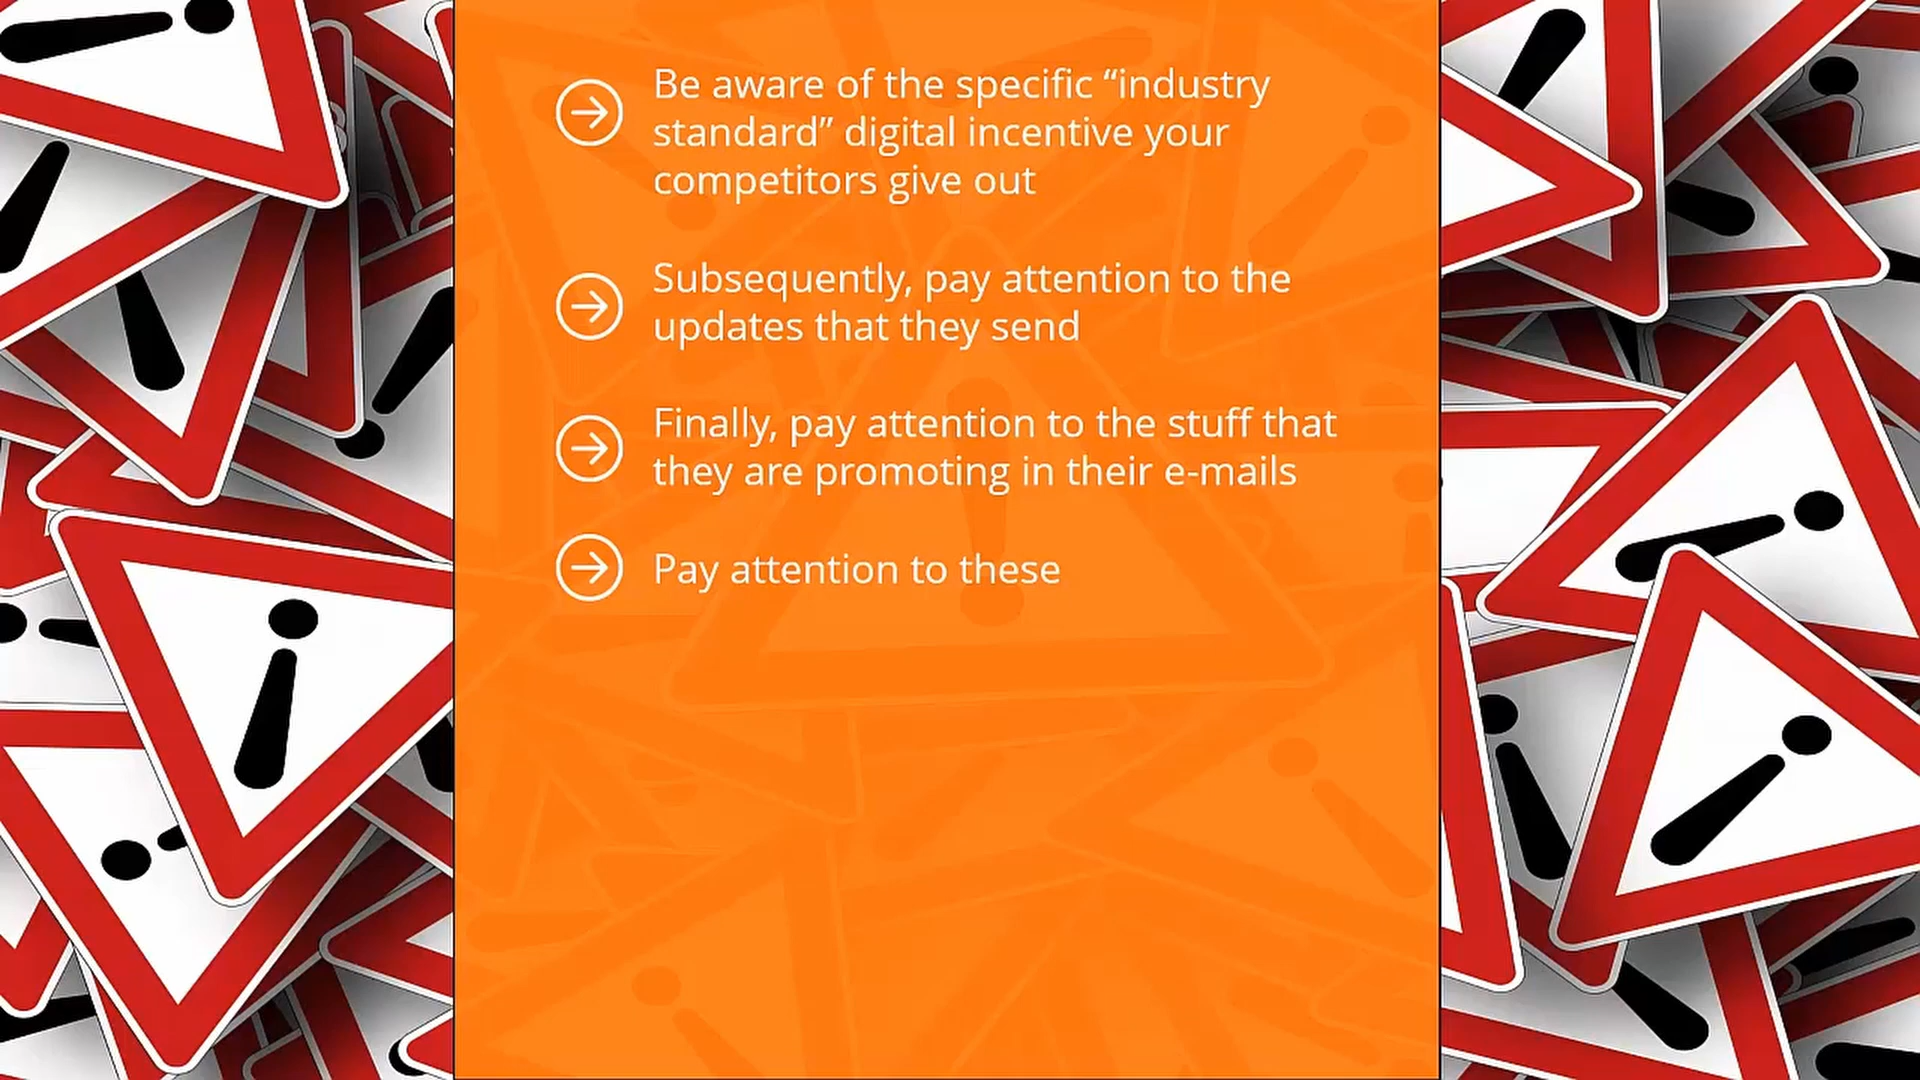 Be aware of the specific “industry
standard” digital incentive your
competitors give out
Subsequently, pay attention to the
updates that they send
Finally, pay attention to the stuff that
they are promoting in their e-mails
Pay attention to these